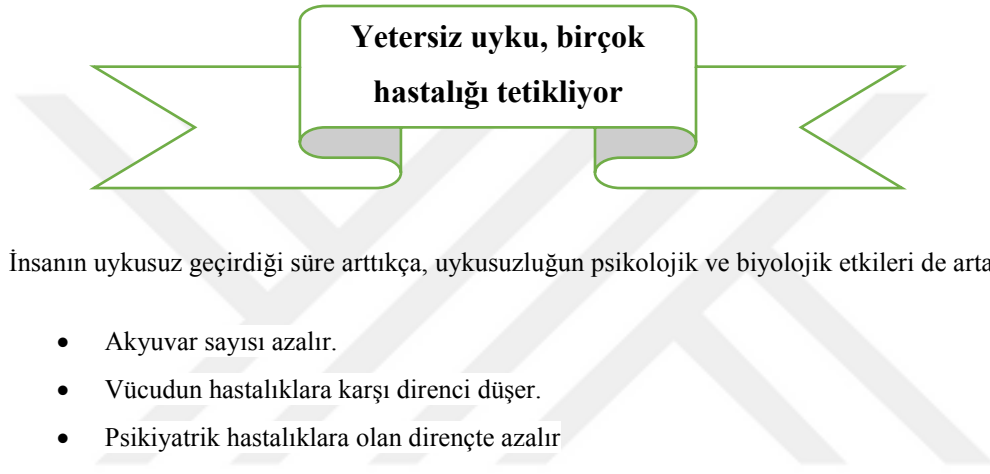 Yetersiz uyku, birçok
hastalığı tetikliyor
İnsanın uykusuz geçirdiği süre arttıkça, uykusuzluğun psikolojik ve biyolojik etkileri de arta
• Akyuvar sayısı azalır.
• Vücudun hastalıklara karşı direnci düşer.
• Psikiyatrik hastalıklara olan dirençte azalır